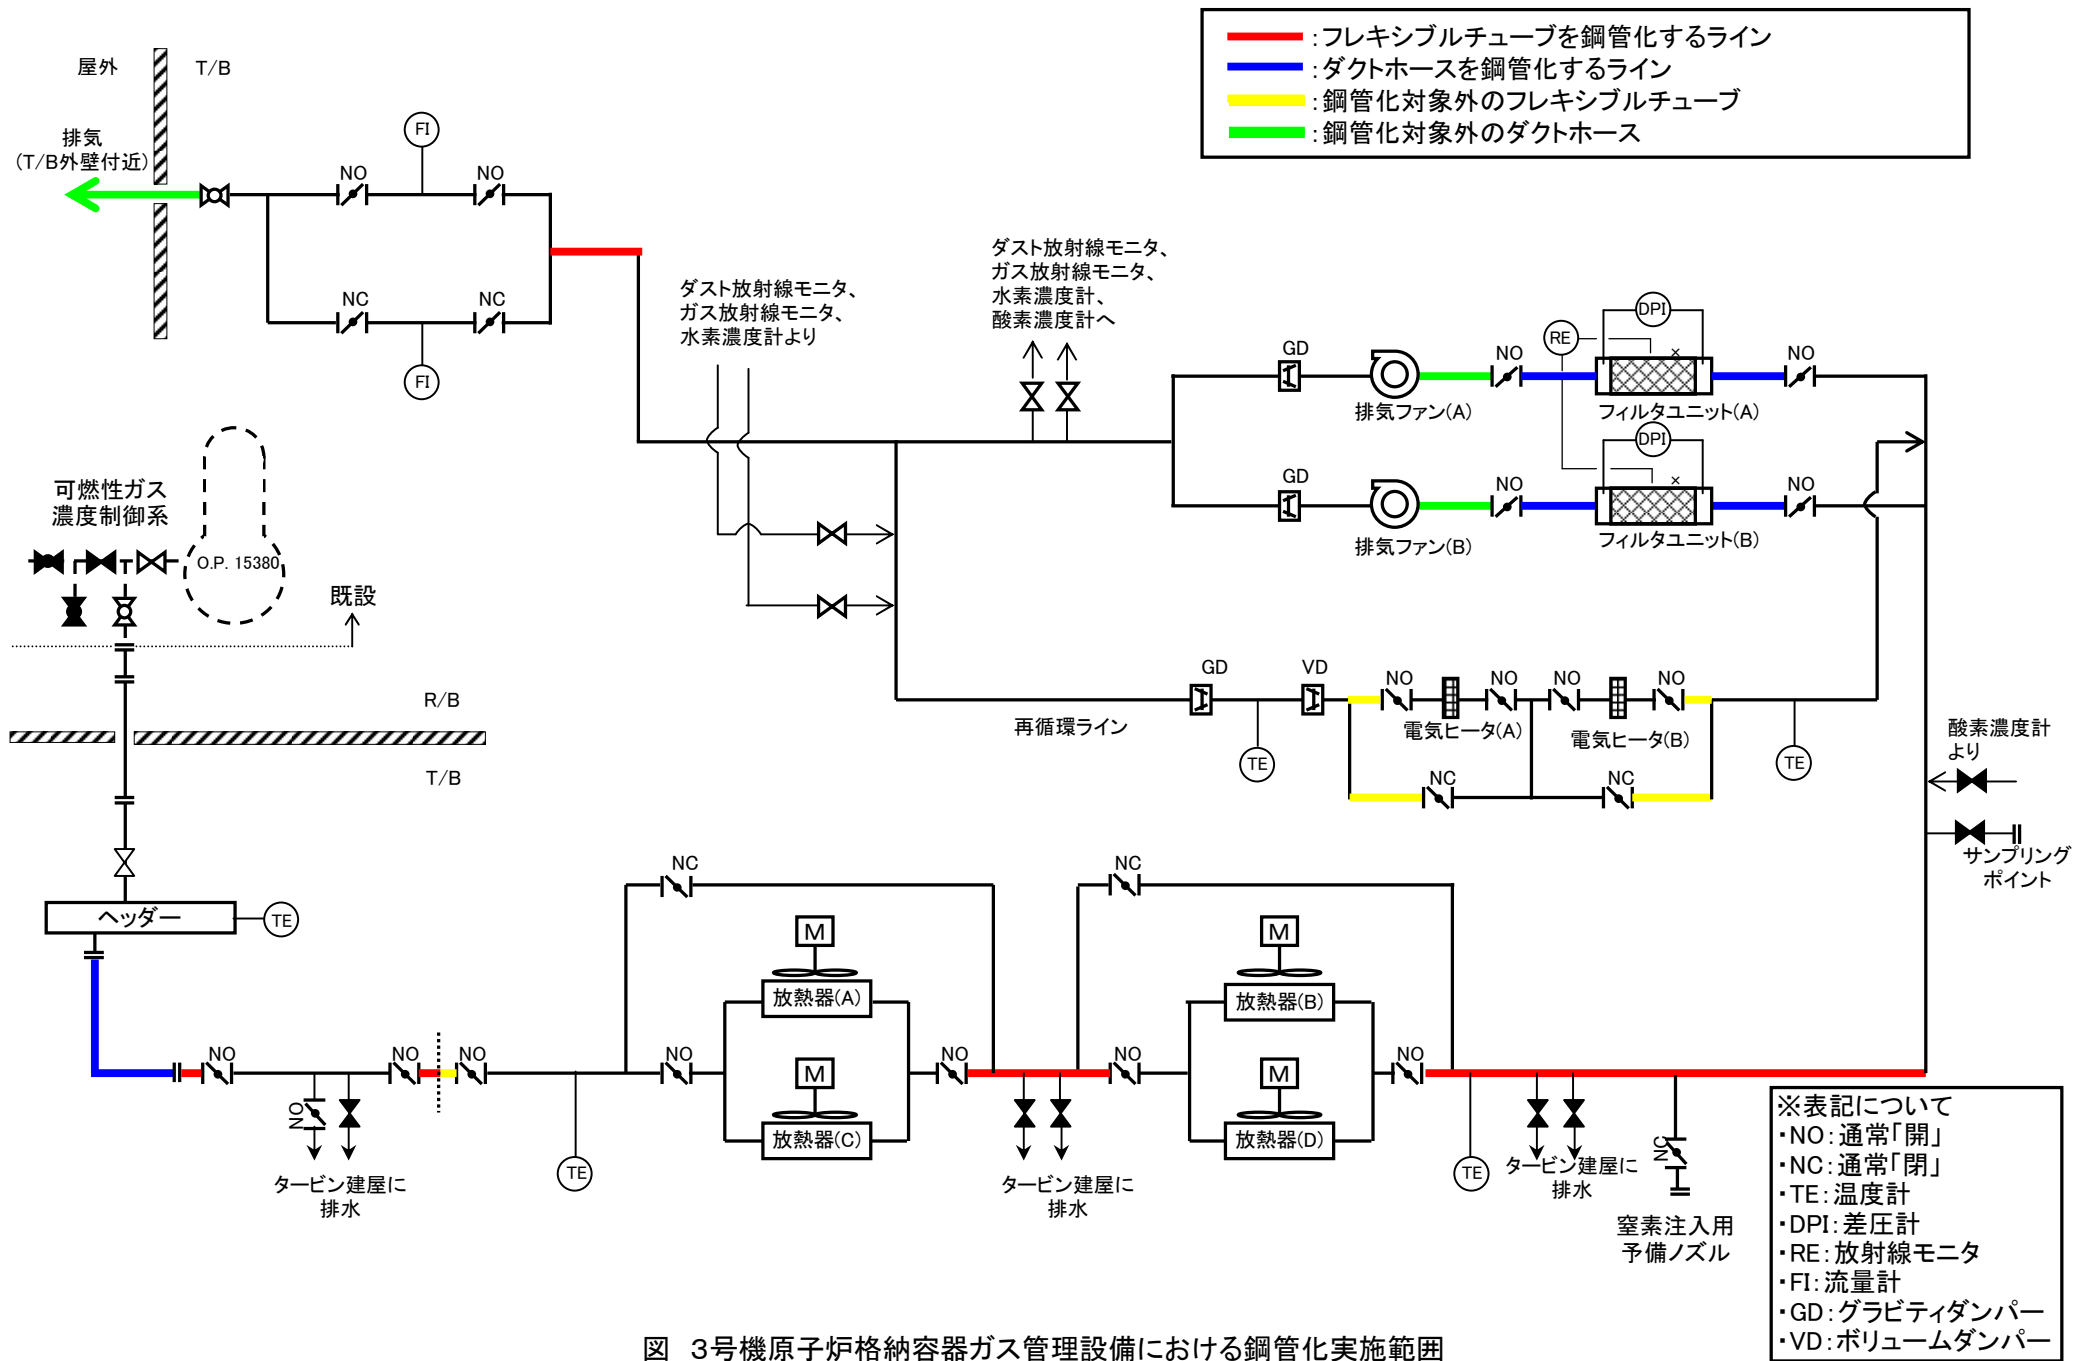 ：フレキシブルチューブを鋼管化するライン
：ダクトホースを鋼管化するライン
：鋼管化対象外のフレキシブルチューブ
：鋼管化対象外のダクトホース
屋外
T/B
排気
(T/B外壁付近)
FI
NO
NO
NC
NC
FI
ダスト放射線モニタ、
ガス放射線モニタ、
水素濃度計より
ダスト放射線モニタ、
ガス放射線モニタ、
水素濃度計、
酸素濃度計へ
GD
排気ファン(A)
NO
RE
DPI
フィルタユニット(A)
NO
GD
排気ファン(B)
NO
DPI
フィルタユニット(B)
NO
可燃性ガス
濃度制御系
O.P. 15380
既設
R/B
T/B
再循環ライン
GD
TE
VD
NO
電気ヒータ(A)
NO
NO
電気ヒータ(B)
NO
NC
NC
TE
酸素濃度計
より
サンプリング
ポイント
ヘッダー
TE
NO
NO
タービン建屋に
排水
NO
NO
TE
NC
NO
M
放熱器(A)
M
放熱器(C)
NO
タービン建屋に
排水
NC
NO
M
放熱器(B)
M
放熱器(D)
NO
TE
タービン建屋に
排水
NC
窒素注入用
予備ノズル
※表記について
・NO：通常「開」
・NC：通常「閉」
・TE：温度計
・DPI：差圧計
・RE：放射線モニタ
・FI：流量計
・GD：グラビティダンパー
・VD：ボリュームダンパー
図　3号機原子炉格納容器ガス管理設備における鋼管化実施範囲